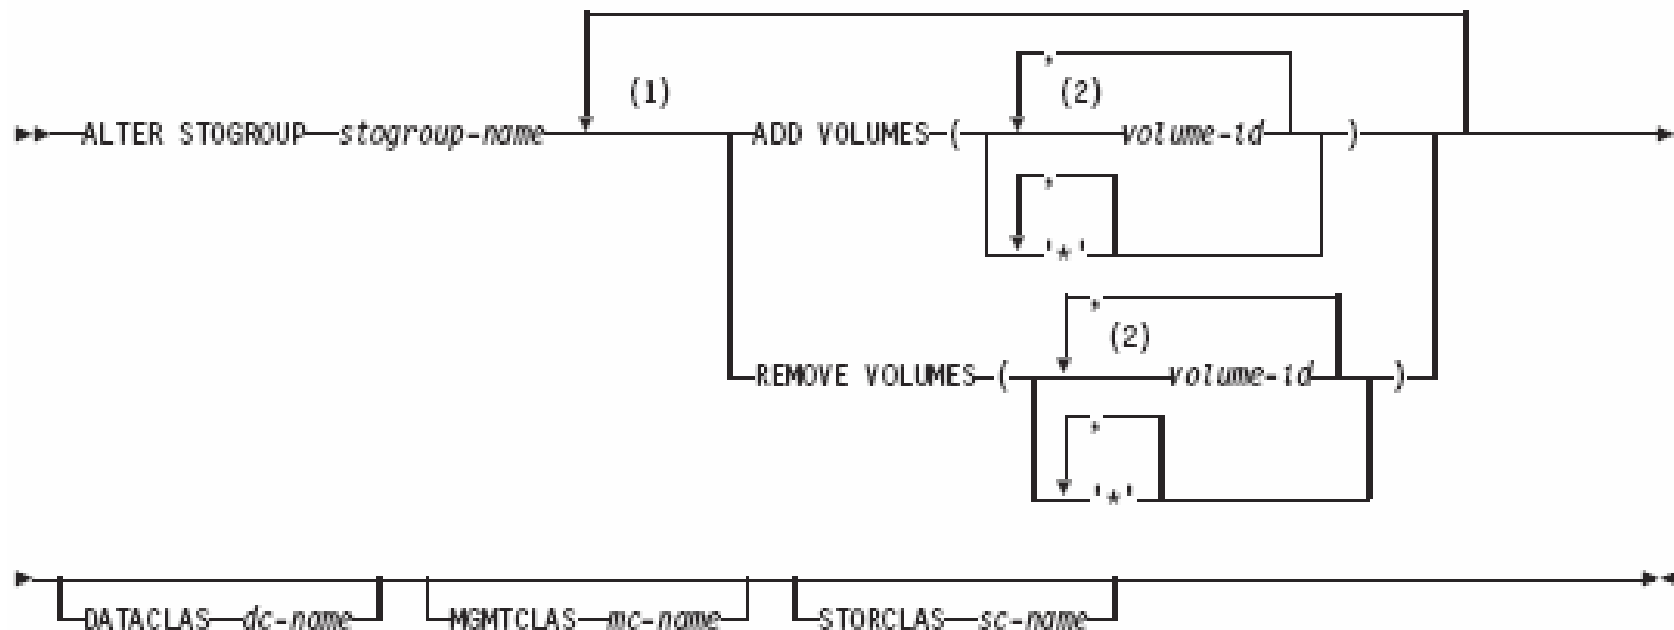 ,
(1) (2)
ALTER STOGROUP stogroup-name ADD VOLUMES ( volume-id )
,
'*'
,
(2)
REMOVE VOLUMES ( volume-id )
,
'*'
DATACLAS dc-name MGMTCLAS mc-name STORCLAS sc-name